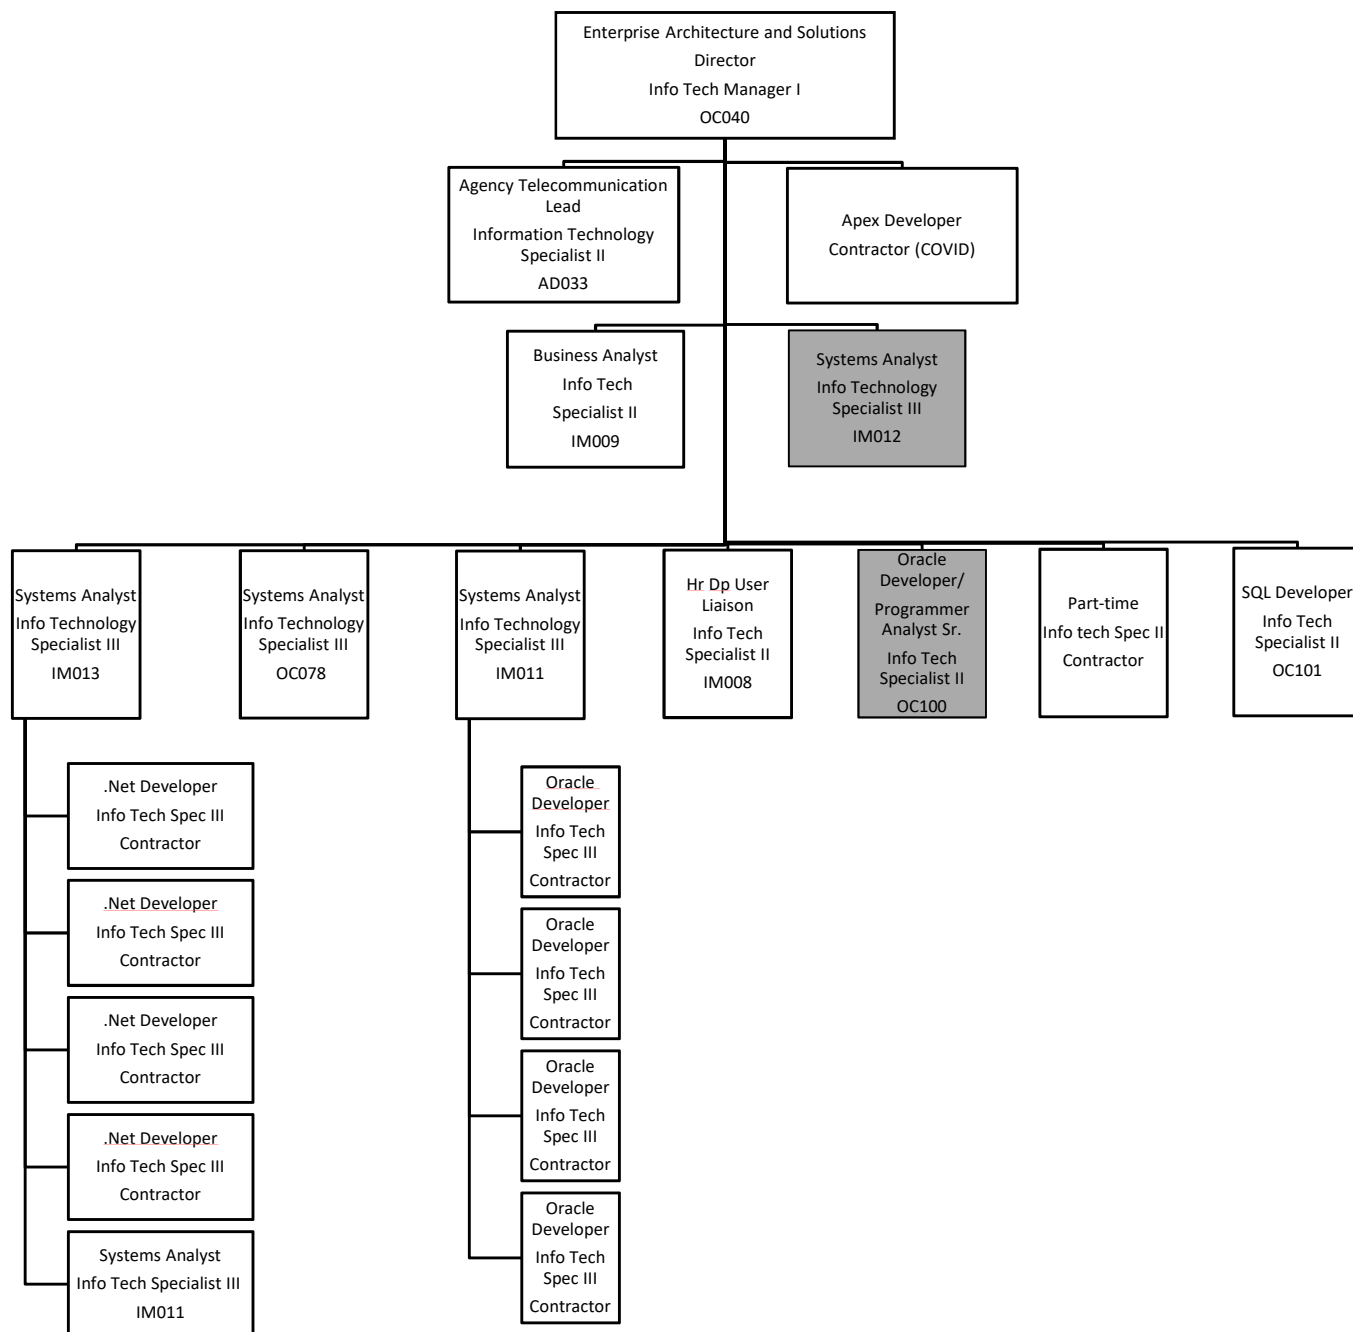 Enterprise Architecture and Solutions
Director
Info Tech Manager I
OC040
Agency Telecommunication
Lead
Information Technology
Specialist II
AD033
Apex Developer
Contractor (COVID)
Business Analyst
Info Tech
Specialist II
IM009
Systems Analyst
Info Technology
Specialist III
IM012
Systems Analyst
Info Technology
Specialist III
IM013
Systems Analyst
Info Technology
Specialist III
OC078
Systems Analyst
Info Technology
Specialist III
IM011
Hr Dp User
Liaison
Info Tech
Specialist II
IM008
Oracle
Developer/
Programmer
Analyst Sr.
Info Tech
Specialist II
OC100
Part-time
Info tech Spec II
Contractor
SQL Developer
Info Tech
Specialist II
OC101
.Net Developer
Info Tech Spec III
Contractor
.Net Developer
Info Tech Spec III
Contractor
.Net Developer
Info Tech Spec III
Contractor
.Net Developer
Info Tech Spec III
Contractor
Systems Analyst
Info Tech Specialist III
IM011
Oracle
Developer
Info Tech
Spec III
Contractor
Oracle
Developer
Info Tech
Spec III
Contractor
Oracle
Developer
Info Tech
Spec III
Contractor
Oracle
Developer
Info Tech
Spec III
Contractor